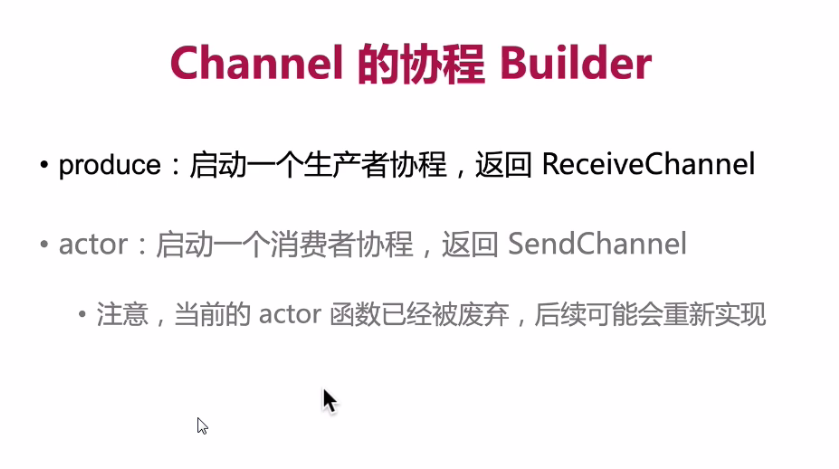 Channel 的协程 Builder
• produce：启动一个生产者协程，返回 ReceiveChannel
• actor：启动一个消费者协程，返回 SendChannel
• 注意，当前的 actor 函数已经被废弃，后续可能会重新实现